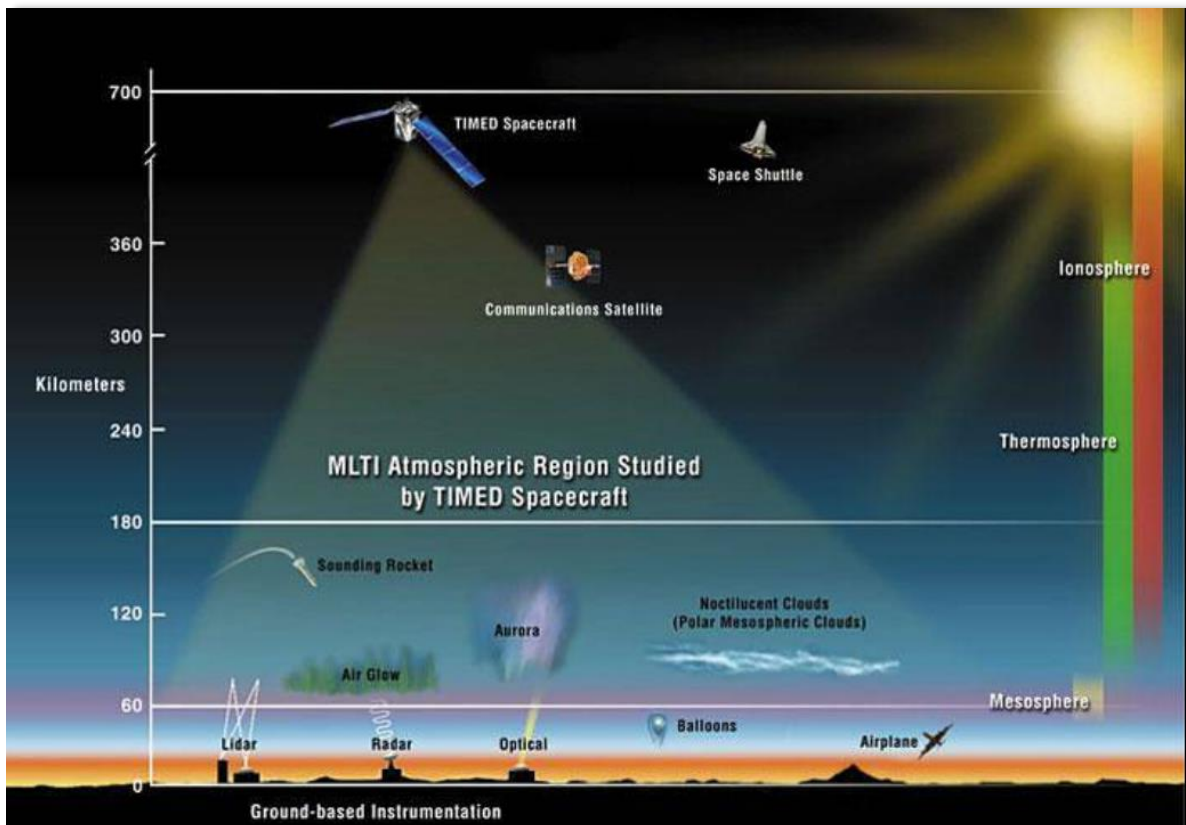 700
TIMED Spacecraft
Space Shuttle
360
Ionosphere
Communications Satellite
300
Kilometers
240
Thermosphere
MLTI Atmospheric Region Studied
by TIMED Spacecraft
180
Sounding Rocket
120
Noctilucent Clouds
(Polar Mesospheric Clouds)
Aurora
Air Glow
60
Mesosphere
Balloons
Lidar
Radar
Optical
Airplane
0
Ground-based Instrumentation